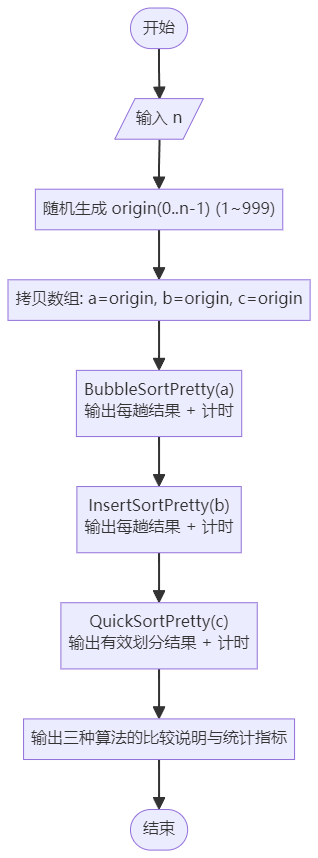 开始
输入 n
随机生成 origin(0..n-1) (1~999)
拷贝数组: a=origin, b=origin, c=origin
BubbleSortPretty(a)
输出每趟结果 + 计时
InsertSortPretty(b)
输出每趟结果 + 计时
QuickSortPretty(c)
输出有效划分结果 + 计时
输出三种算法的比较说明与统计指标
结束